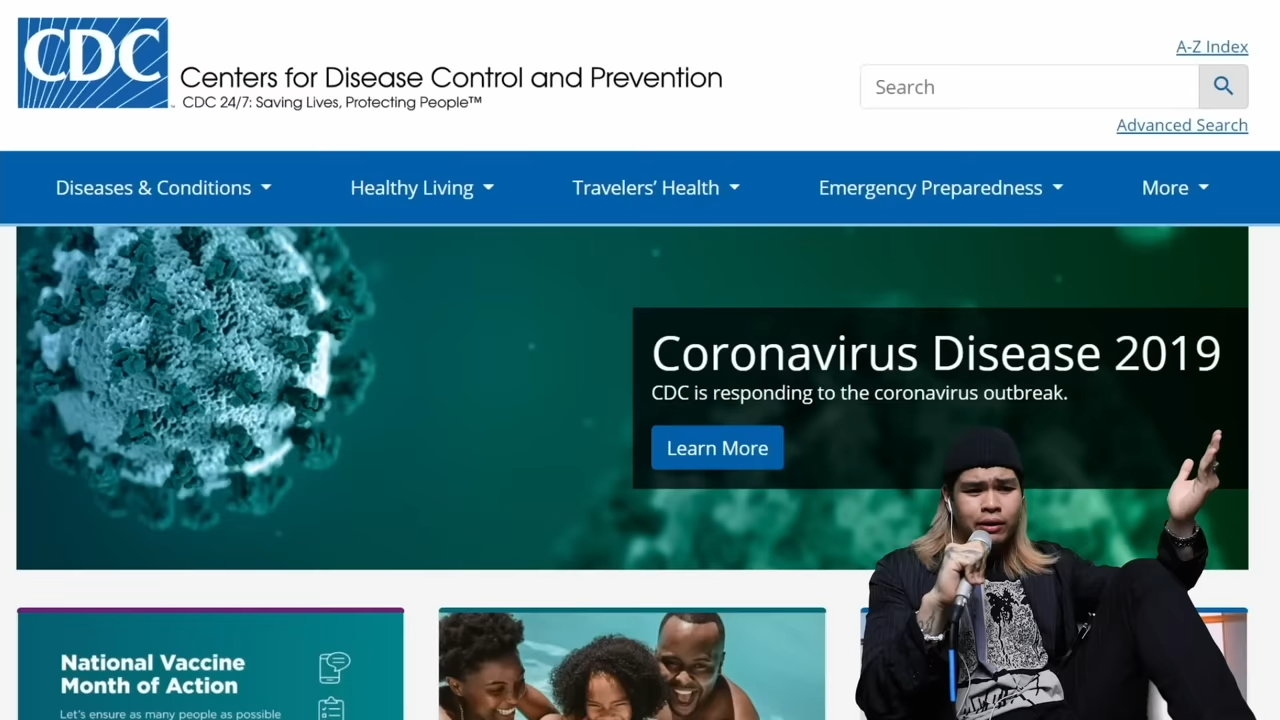 CDC
Centers for Disease Control and Prevention
CDC 24/7: Saving Lives, Protecting People™
A-Z Index
Search
Advanced Search
Diseases & Conditions
Healthy Living
Travelers’ Health
Emergency Preparedness
More
Coronavirus Disease 2019
CDC is responding to the coronavirus outbreak.
Learn More
National Vaccine
Month of Action
Let's ensure as many people as possible